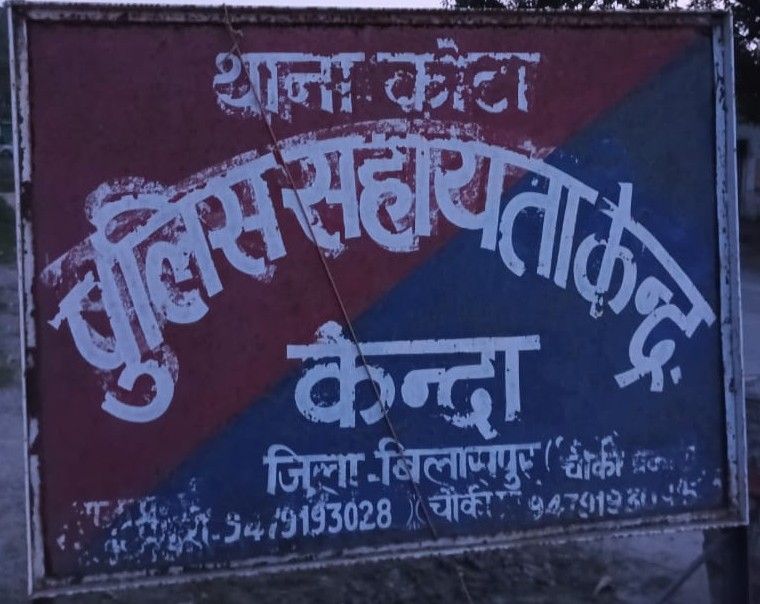 थाना कोटा
पुलिस सहायता केन्द्र
केन्दा
जिला-बिलासपुर ( चौकी
9479193028 चौकी